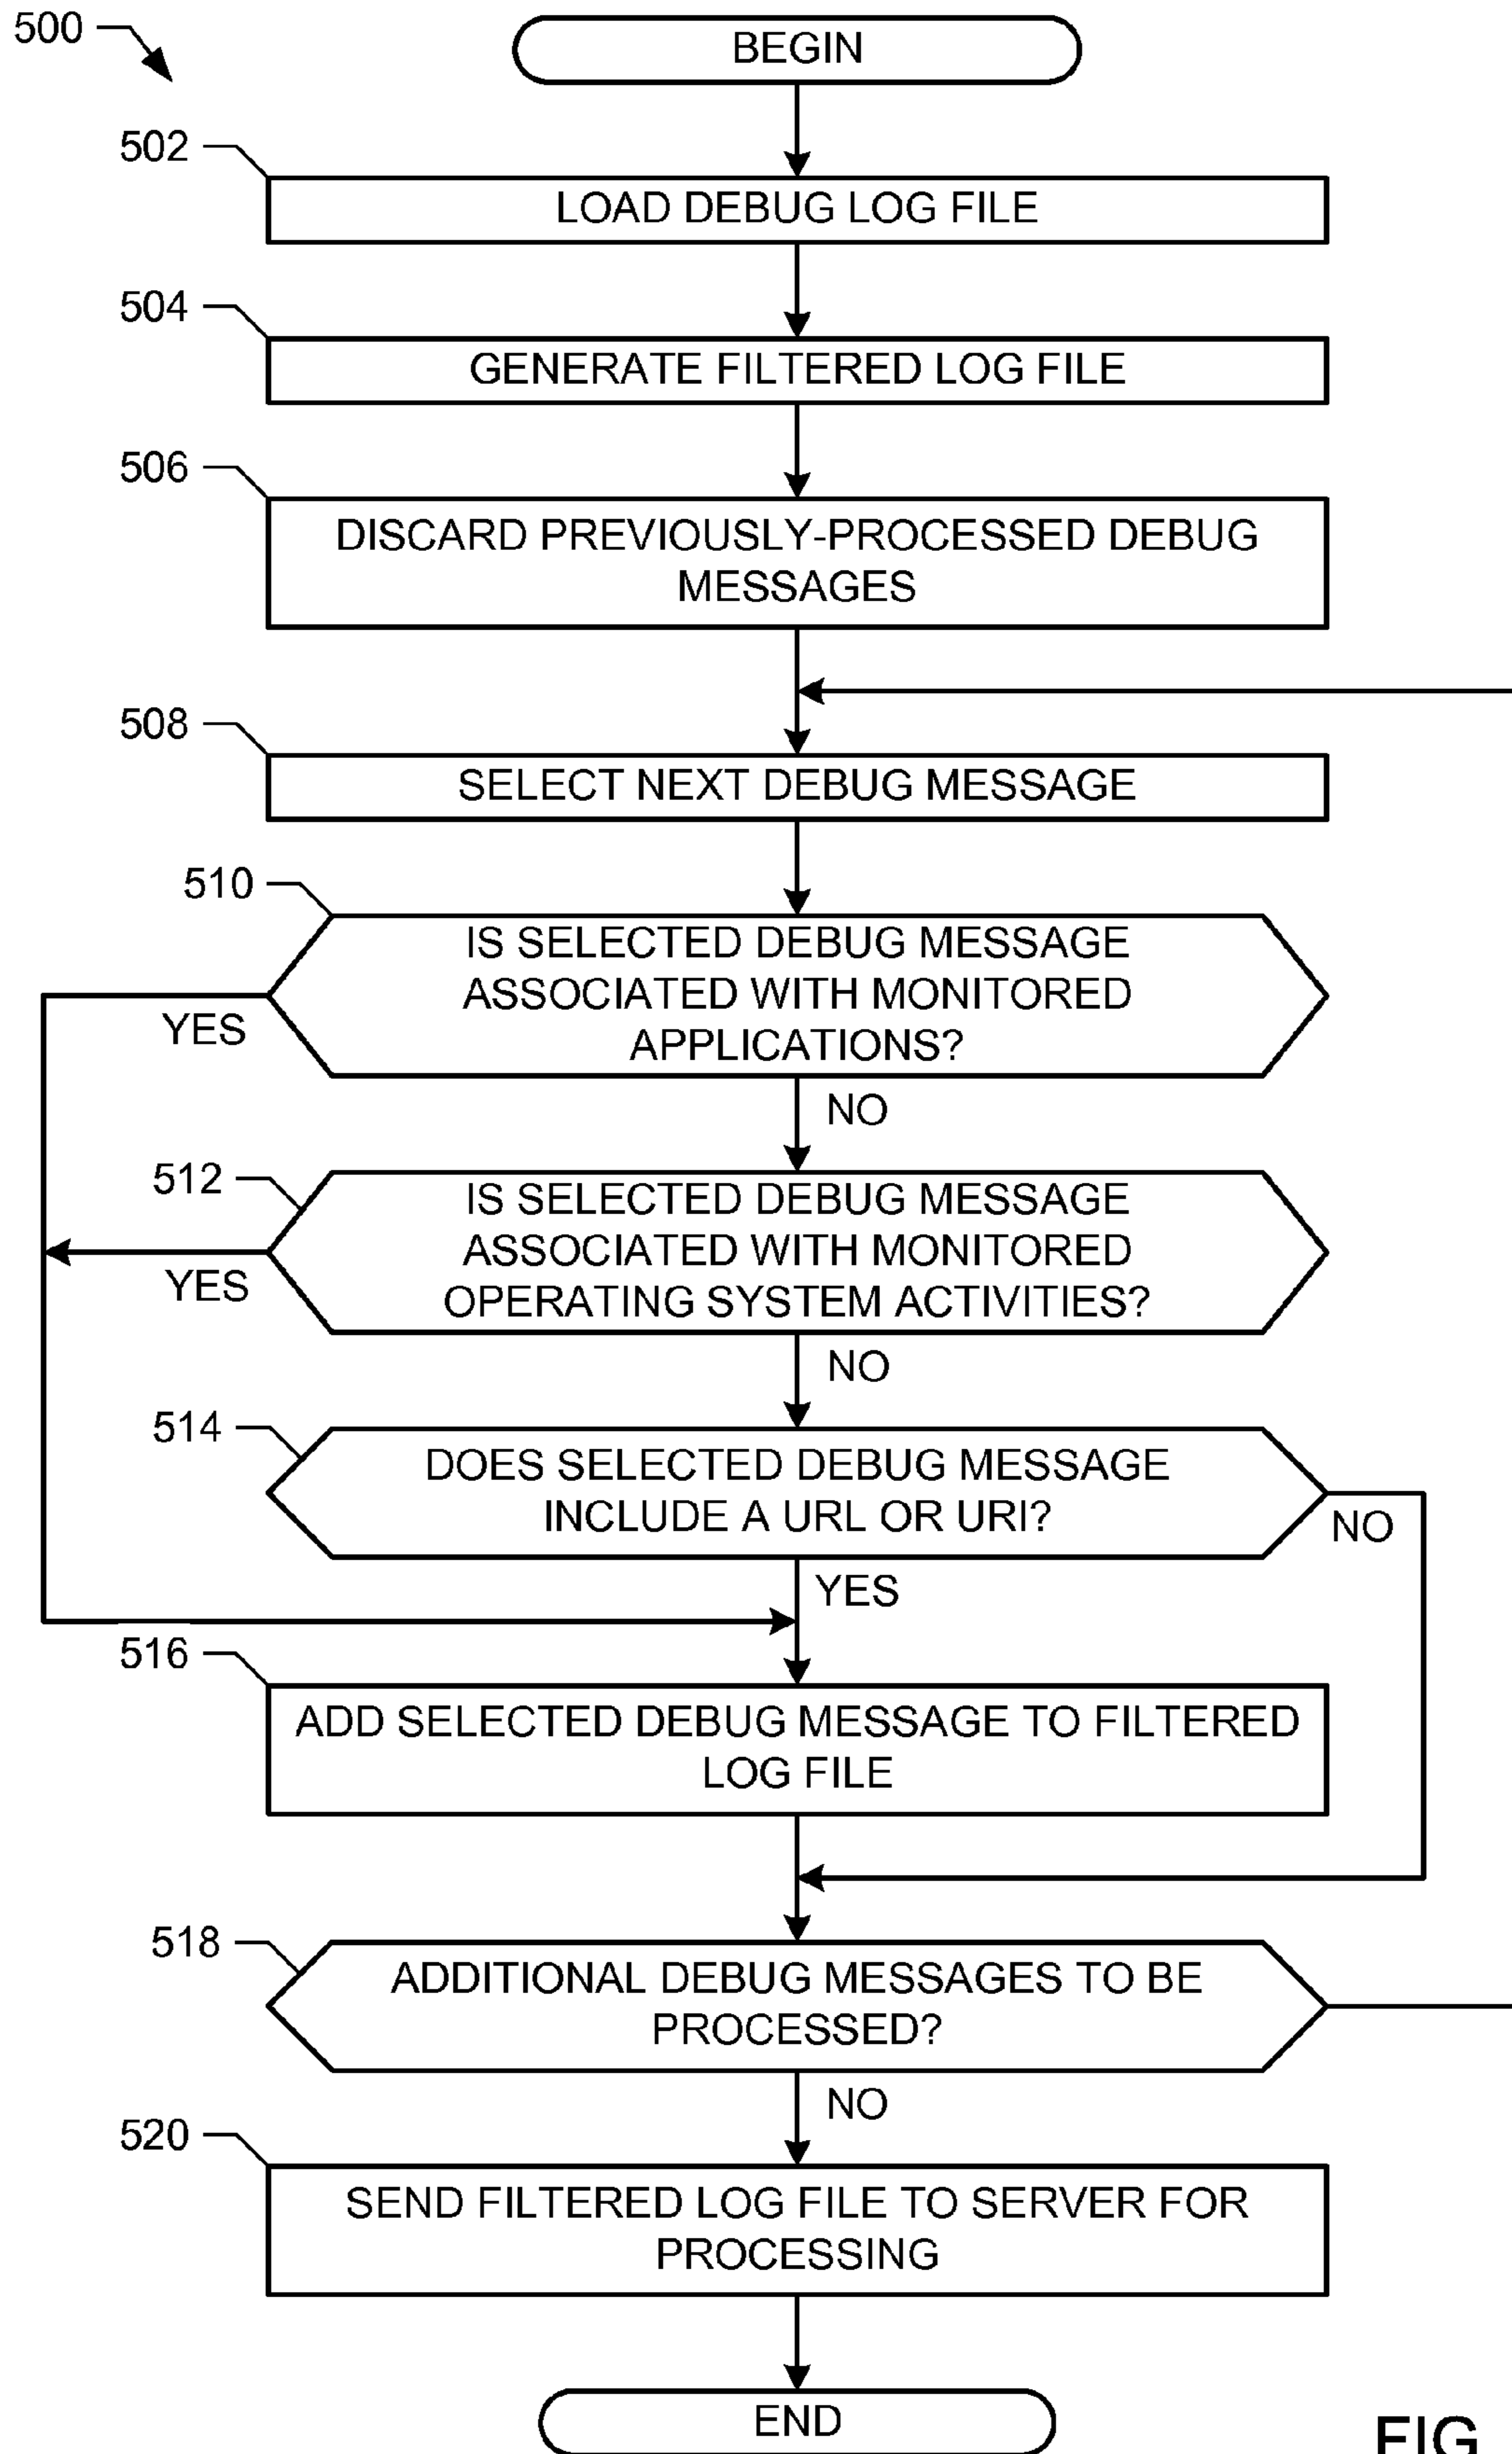 500
BEGIN
502
LOAD DEBUG LOG FILE
504
GENERATE FILTERED LOG FILE
506
DISCARD PREVIOUSLY-PROCESSED DEBUG
MESSAGES
508
SELECT NEXT DEBUG MESSAGE
510
IS SELECTED DEBUG MESSAGE
ASSOCIATED WITH MONITORED
APPLICATIONS?
YES
NO
512
IS SELECTED DEBUG MESSAGE
ASSOCIATED WITH MONITORED
OPERATING SYSTEM ACTIVITIES?
YES
NO
514
DOES SELECTED DEBUG MESSAGE
INCLUDE A URL OR URI?
NO
YES
516
ADD SELECTED DEBUG MESSAGE TO FILTERED
LOG FILE
518
ADDITIONAL DEBUG MESSAGES TO BE
PROCESSED?
NO
520
SEND FILTERED LOG FILE TO SERVER FOR
PROCESSING
END
FIG